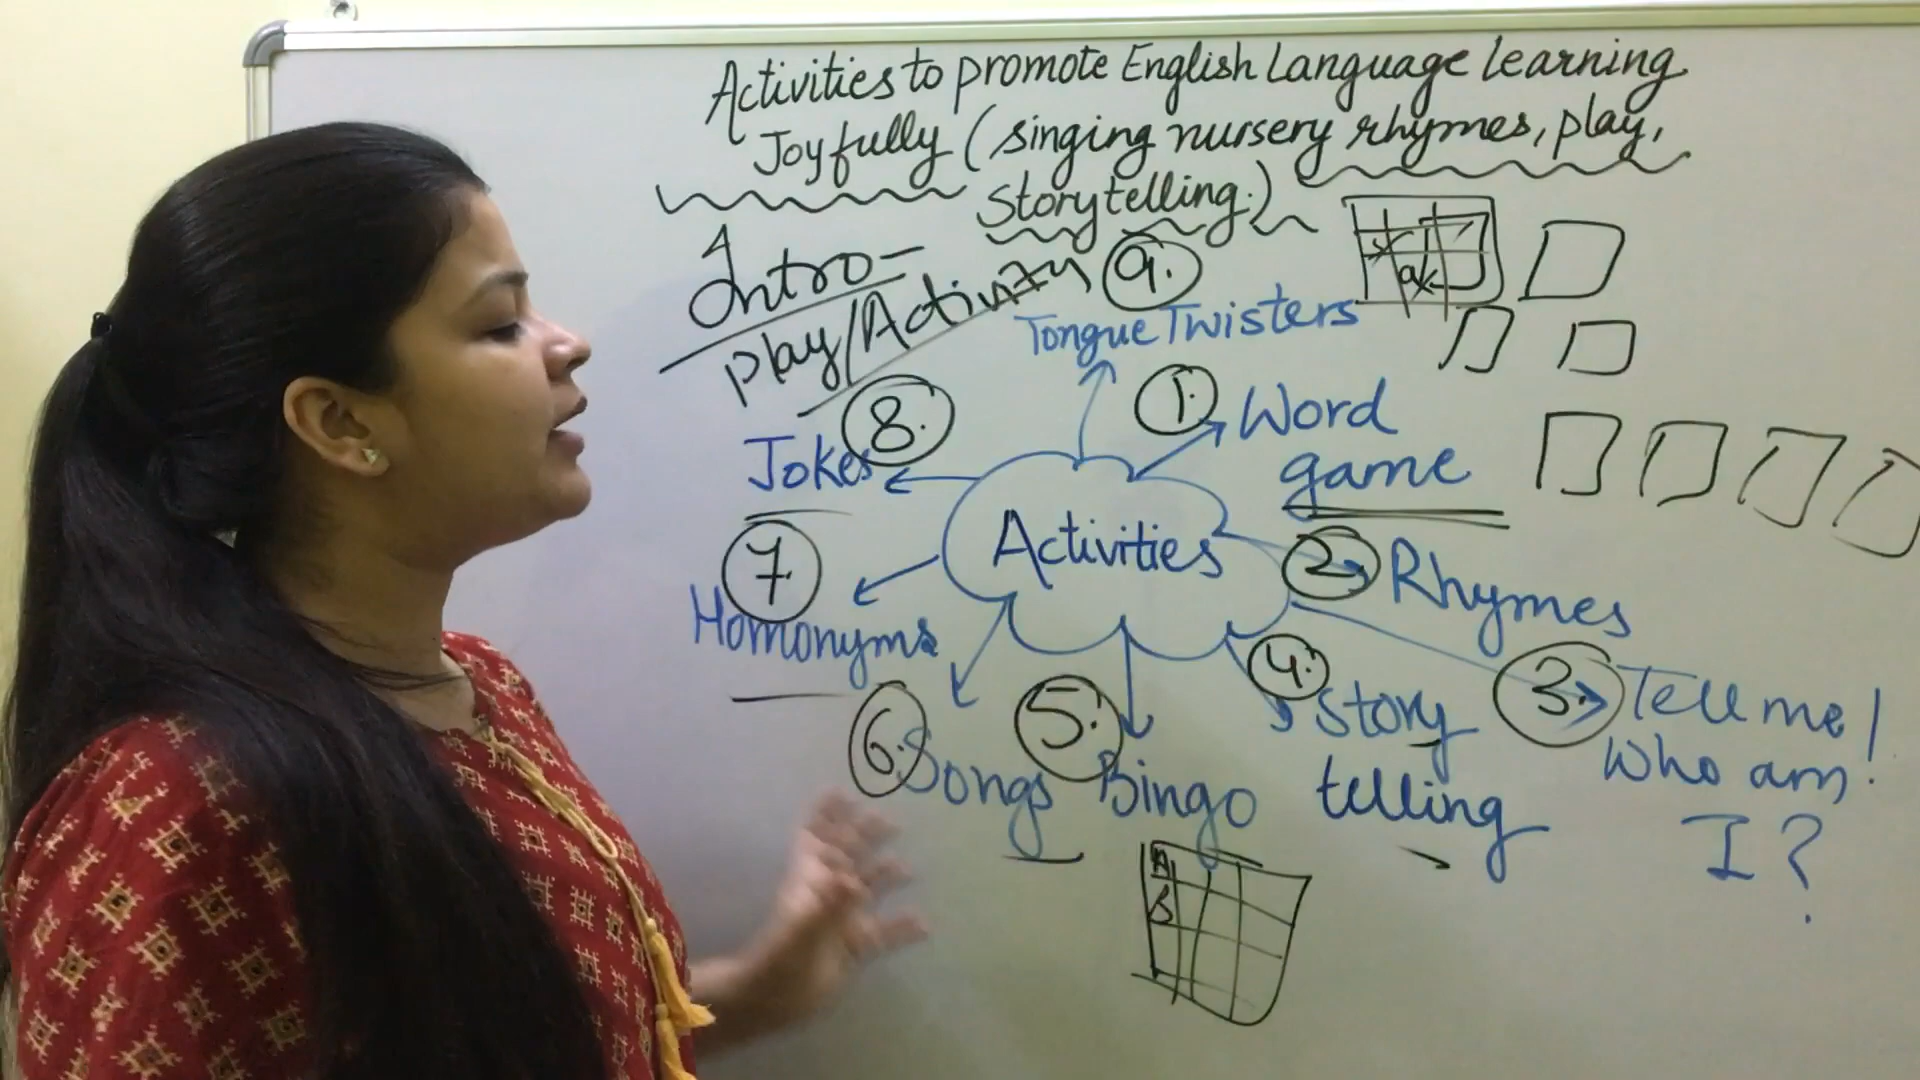 Activities to promote English Language learning
Joyfully (singing nursery rhymes, play,
Storytelling.)
Intro-
play/Activity
9.
Tongue Twisters
1.
Word
game
8.
Jokes
Activities
2.
Rhymes
7.
Homonyms
3.
Tell me!
Who am
I?
4.
Story
telling
5.
Bingo
6.
Songs
A
B